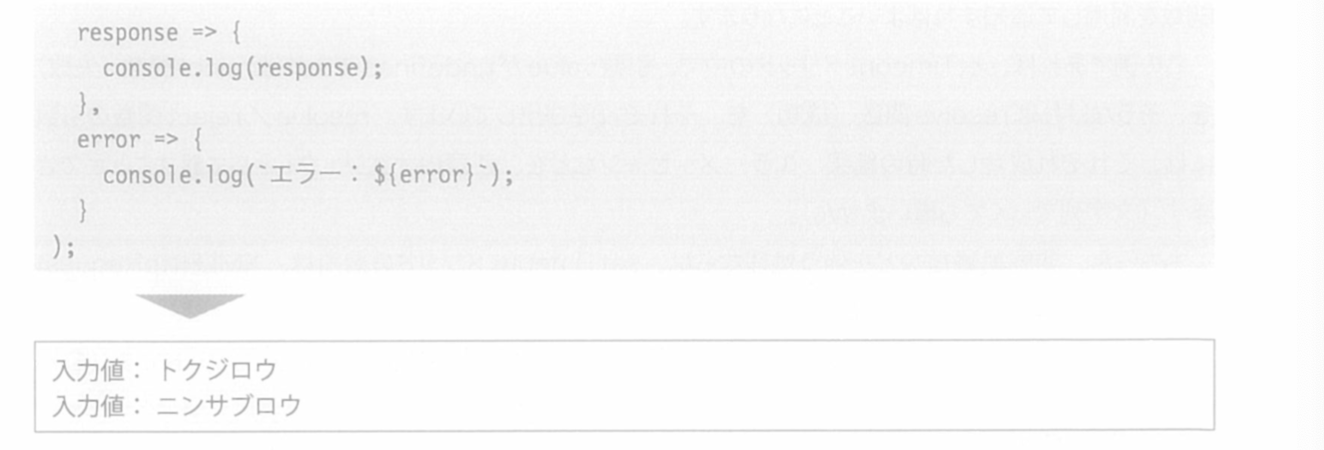 response => {
console.log(response);
},
error => {
console.log(`エラー：${error}`);
}
);
入力値：トクジロウ
入力値：ニンサブロウ